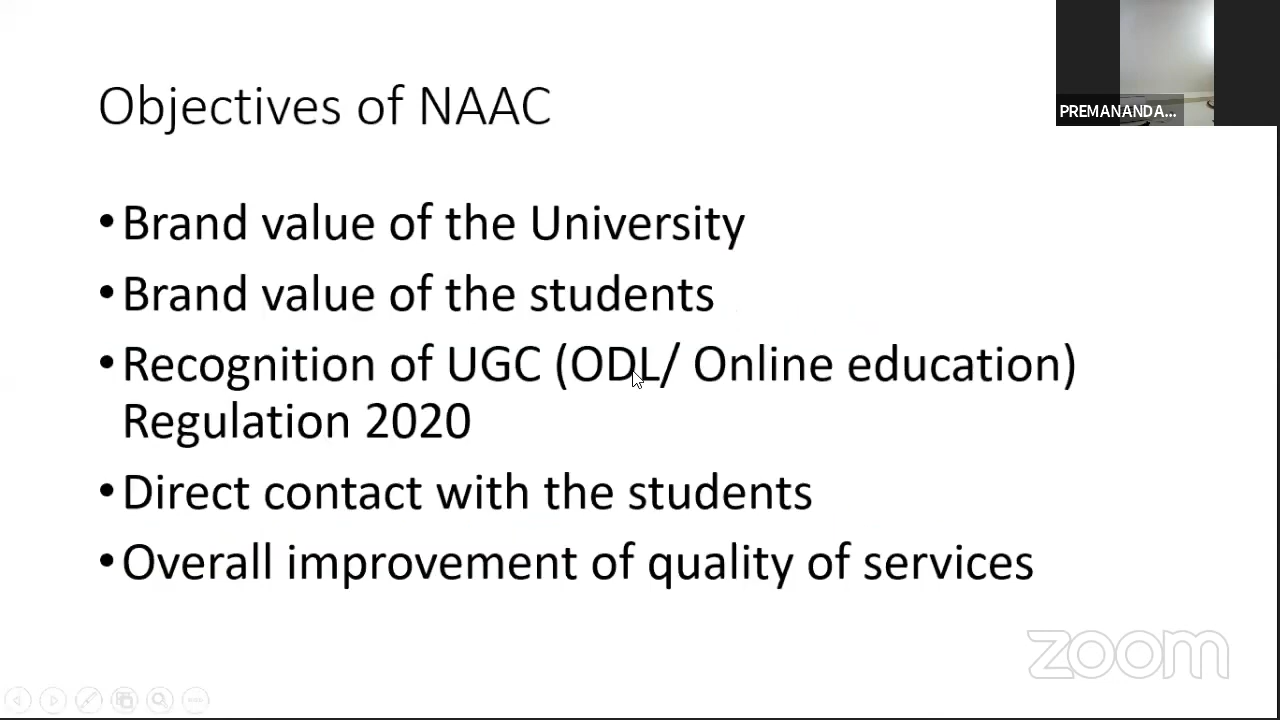 PREMANANDA...
Objectives of NAAC
•Brand value of the University
•Brand value of the students
•Recognition of UGC (ODL/ Online education)
Regulation 2020
•Direct contact with the students
•Overall improvement of quality of services
zoom